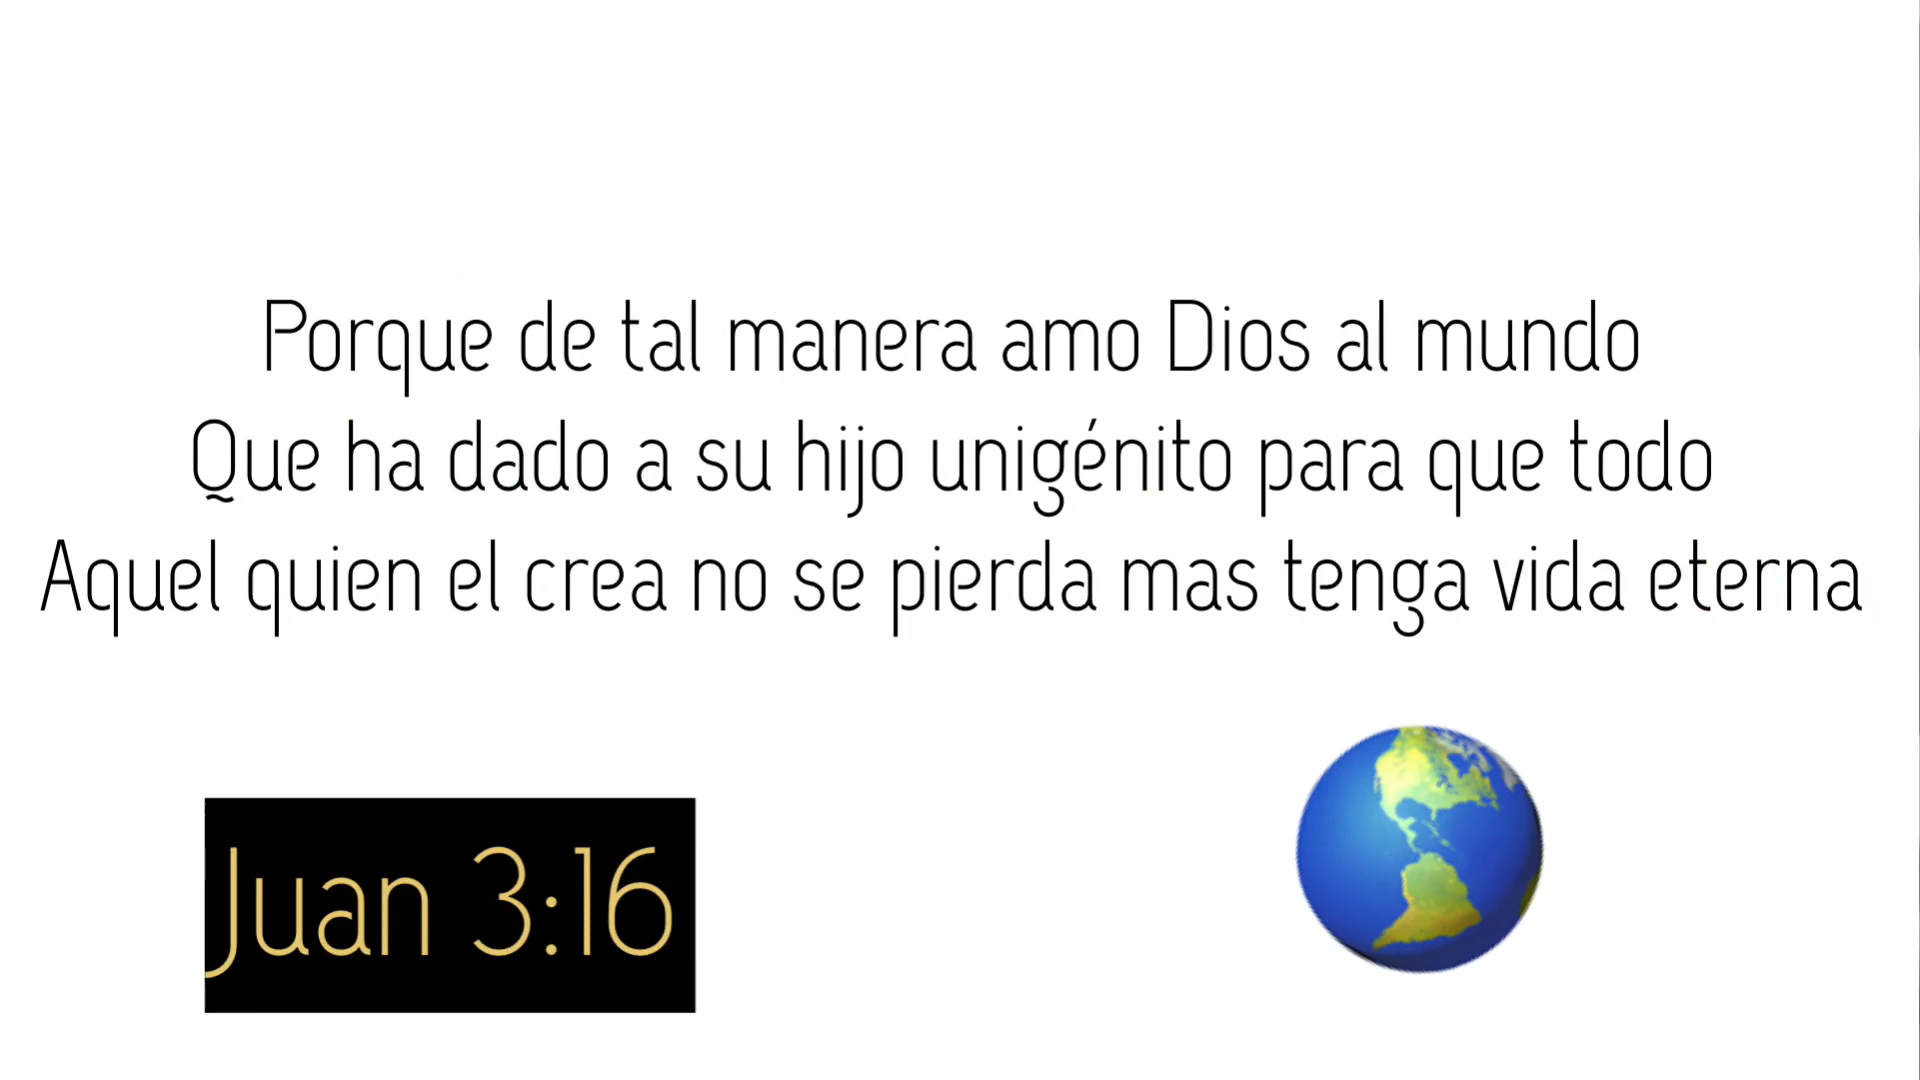 Porque de tal manera amo Dios al mundo
Que ha dado a su hijo unigénito para que todo
Aquel quien el crea no se pierda mas tenga vida eterna
Juan 3:16